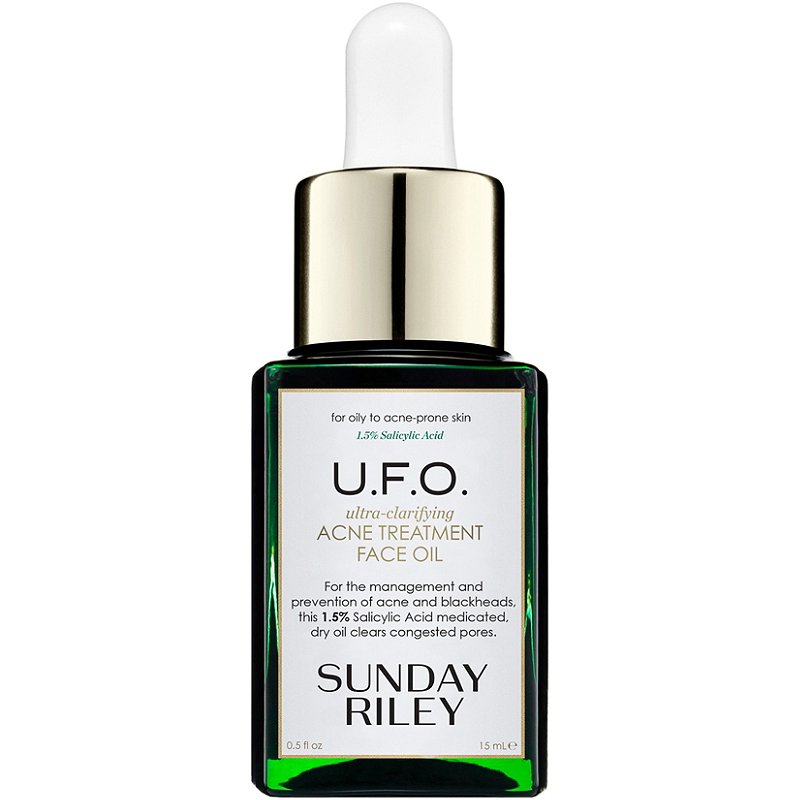 for oily to acne-prone skin
1.5% Salicylic Acid
U.F.O.
ultra-clarifying
ACNE TREATMENT
FACE OIL
For the management and
prevention of acne and blackheads,
this 1.5% Salicylic Acid medicated,
dry oil clears congested pores.
SUNDAY
RILEY
0.5 fl oz 15 mL℮